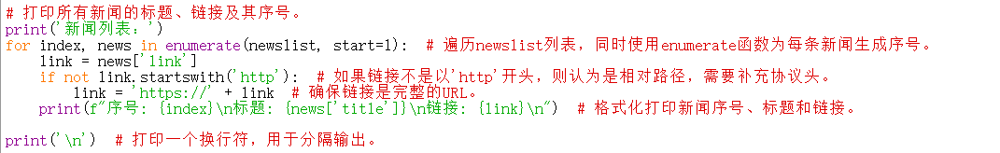 # 打印所有新闻的标题、链接及其序号。
print('新闻列表：')
for index, news in enumerate(newslist, start=1):  # 遍历newslist列表，同时使用enumerate函数为每条新闻生成序号。
    link = news['link']
    if not link.startswith('http'):  # 如果链接不是以'http'开头，则认为是相对路径，需要补充协议头。
        link = 'https://' + link  # 确保链接是完整的URL。
    print(f"序号: {index}\n标题: {news['title']}\n链接: {link}\n")  # 格式化打印新闻序号、标题和链接。
print('\n')  # 打印一个换行符，用于分隔输出。